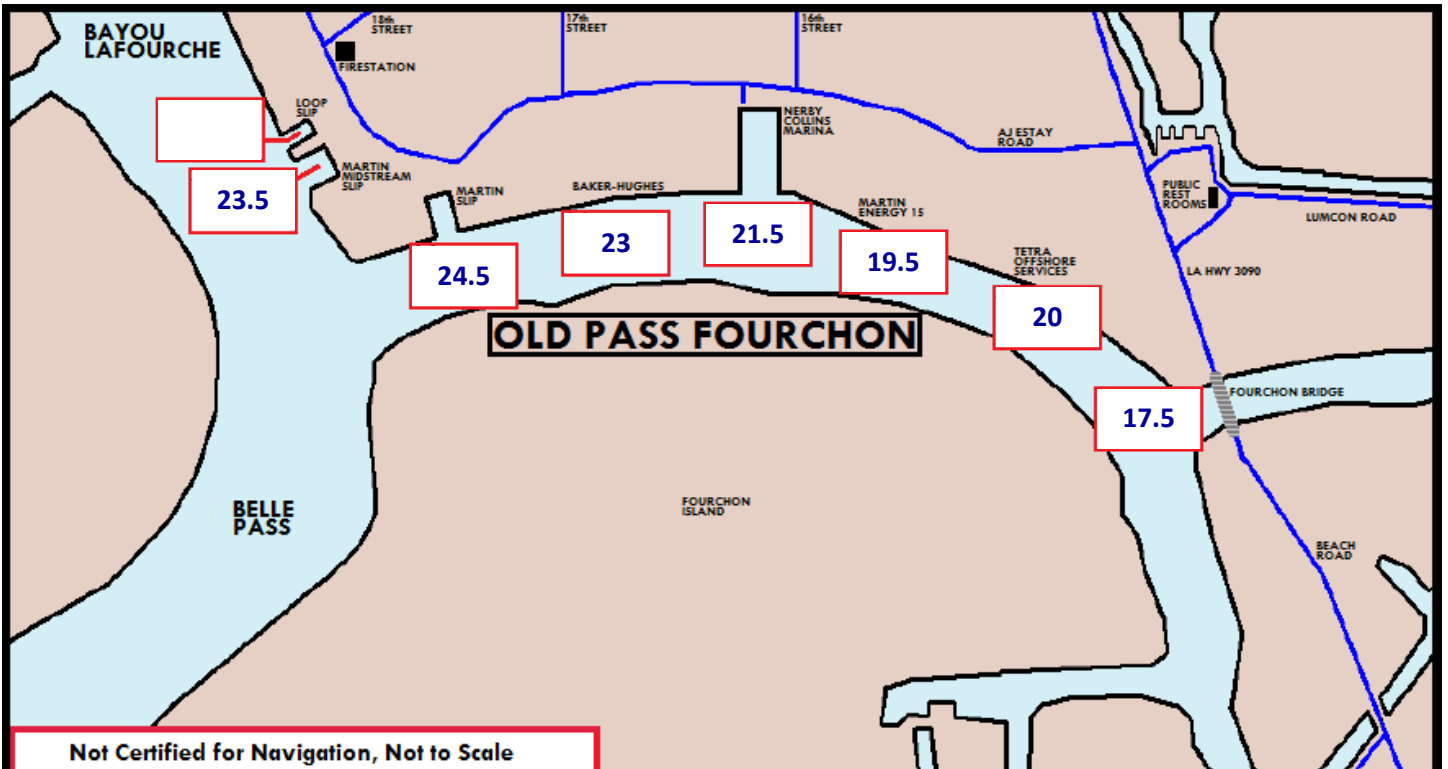 BAYOU
LAFOURCHE
18th
STREET
17th
STREET
16th
STREET
FIRESTATION
LOOP
SLIP
NERBY
COLLINS
MARINA
AJ ESTAY
ROAD
MARTIN
MIDSTREAM
SLIP
23.5
MARTIN
SLIP
BAKER-HUGHES
MARTIN
ENERGY 15
PUBLIC
REST
ROOMS
LUMCON ROAD
24.5
23
21.5
19.5
TETRA
OFFSHORE
SERVICES
20
LA HWY 3090
OLD PASS FOURCHON
17.5
FOURCHON BRIDGE
BELLE
PASS
FOURCHON
ISLAND
BEACH
ROAD
Not Certified for Navigation, Not to Scale